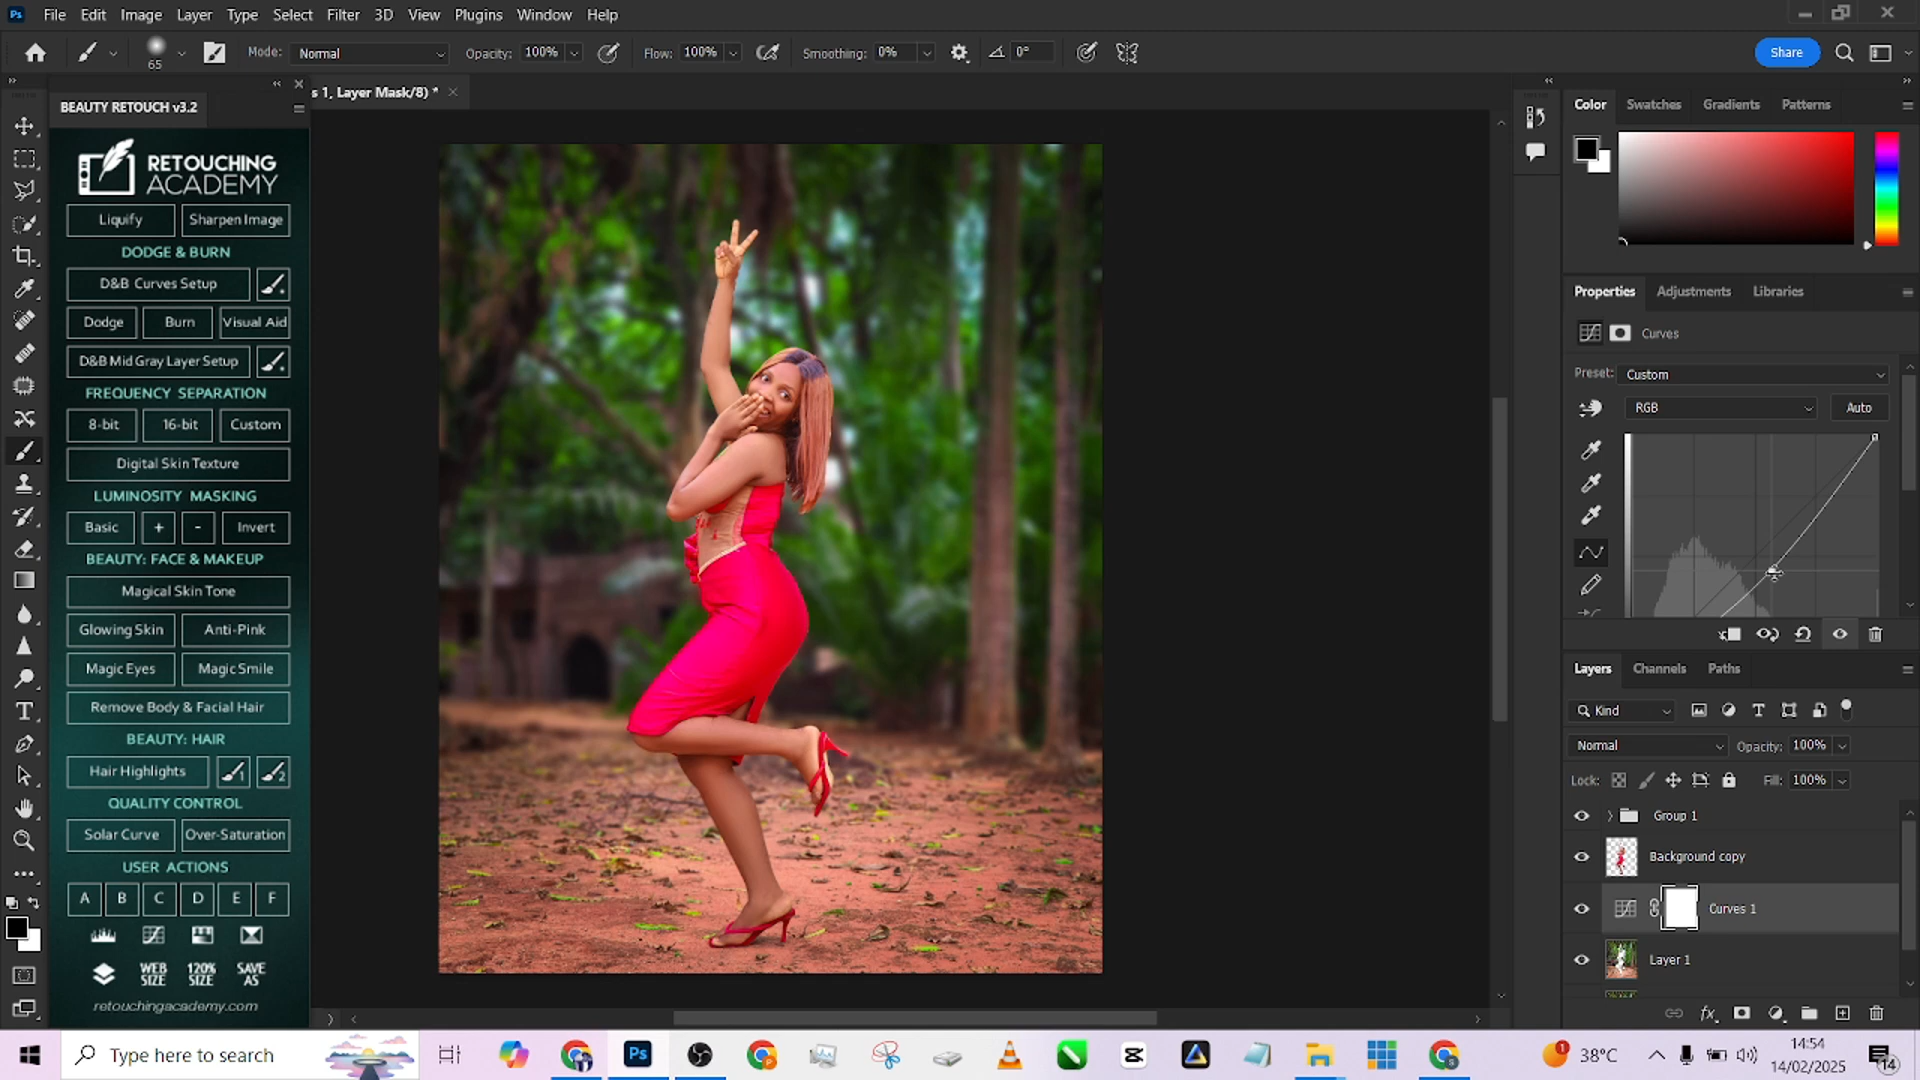 Ps File Edit Image Layer Type Select Filter 3D View Plugins Window Help
65 Mode: Normal Opacity: 100% Flow: 100% Smoothing: 0% 0° Share
s 1, Layer Mask/8) *
BEAUTY RETOUCH v3.2
RETOUCHING
ACADEMY
Liquify Sharpen Image
DODGE & BURN
D&B Curves Setup
Dodge Burn Visual Aid
D&B Mid Gray Layer Setup
FREQUENCY SEPARATION
8-bit 16-bit Custom
Digital Skin Texture
LUMINOSITY MASKING
Basic + - Invert
BEAUTY: FACE & MAKEUP
Magical Skin Tone
Glowing Skin Anti-Pink
Magic Eyes Magic Smile
Remove Body & Facial Hair
BEAUTY: HAIR
Hair Highlights 1 2
QUALITY CONTROL
Solar Curve Over-Saturation
USER ACTIONS
A B C D E F
WEB SIZE 120% SIZE SAVE AS
retouchingacademy.com
Color Swatches Gradients Patterns
Properties Adjustments Libraries
Curves
Preset: Custom
RGB Auto
Layers Channels Paths
Kind
Normal Opacity: 100%
Lock: Fill: 100%
Group 1
Background copy
Curves 1
Layer 1
Type here to search
Ps
1 38°C
14:54
14/02/2025
14